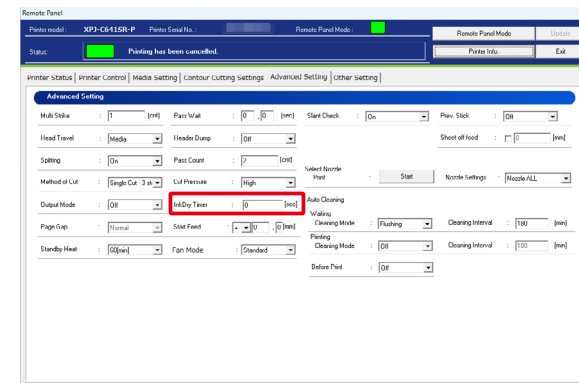 Remote Panel
Printer model : XPJ-C641SR-P Printer Serial No. : Remote Panel Mode : Remote Panel Mode Update
Status: Printing has been cancelled. Printer Info. Exit
Printer Status Printer Control Media Setting Contour Cutting Settings Advanced Setting Other Setting
Advanced Setting
Multi Strike : 1 [cnt] Pass Wait : 0 . 0 [sec] Slant Check : On Prev. Stick : Off
Head Travel : Media Header Dump : Off Sheet off feed : 0 [mm]
Spitting : On Pass Count : 2 [cnt]
Select Nozzle
Method of Cut : Single Cut 3 st Cut Pressure : High Print : Start Nozzle Settings : Nozzle ALL
Output Mode : Off InkDry Timer : 0 [sec] Auto Cleaning
Waiting
Page Gap : Normal Start Feed : + 0 . 0 [mm] Cleaning Mode : Flushing Cleaning Interval : 180 [min]
Printing
Standby Heat : 60[min] Fan Mode : Standard Cleaning Mode : Off Cleaning Interval : 100 [min]
Before Print : Off